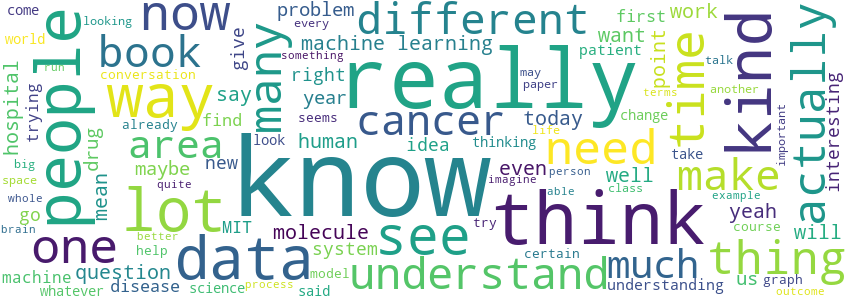 come
looking
now
problem
every
different
first
work
kind
actually
world
people
book
give
many
something
machine learning
want
patient
point
time
hospital
trying
run
conversation
right
really
may
paper
talk
way
say
year
seems
cancer
today
change
terms
another
interesting
important
drug
already
find
area
look
human
idea
thinking
need
life
take
maybe
new
know
even
imagine
person
able
well
class
make
example
big
space
mean
quite
lot
think
try
go
whole
MIT
molecule
see
certain
yeah
course
will
brain
one
better
help
data
system
much
thing
us
graph
machine
question
model
understand
understanding
whatever
disease
science
process
said
outcome